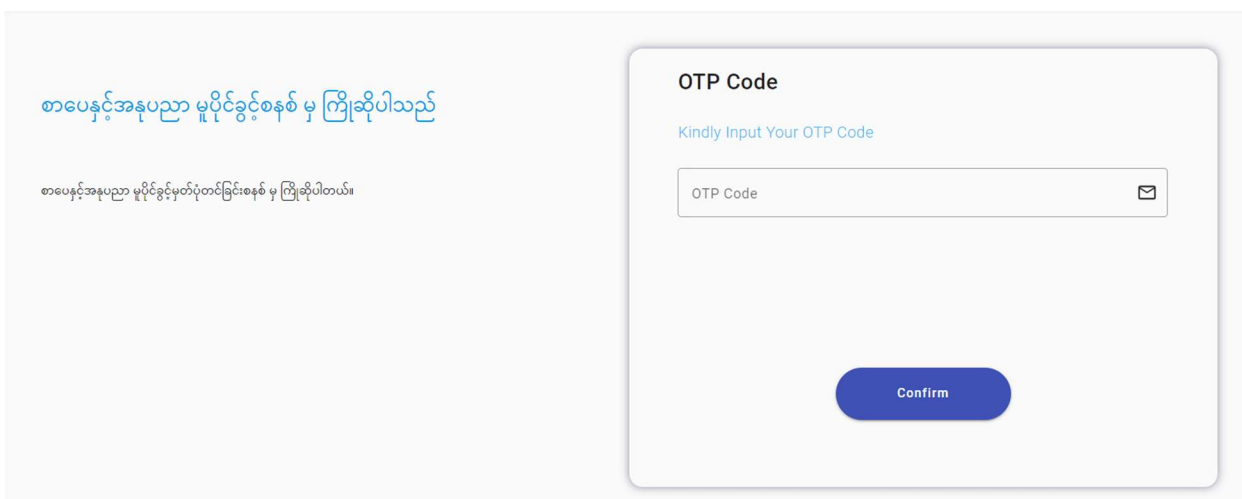 စာပေနှင့်အနုပညာ မူပိုင်ခွင့်စနစ် မှ ကြိုဆိုပါသည်
စာပေနှင့်အနုပညာ မူပိုင်ခွင့်မှတ်ပုံတင်ခြင်းစနစ် မှ ကြိုဆိုပါတယ်။
OTP Code
Kindly Input Your OTP Code
OTP Code
Confirm